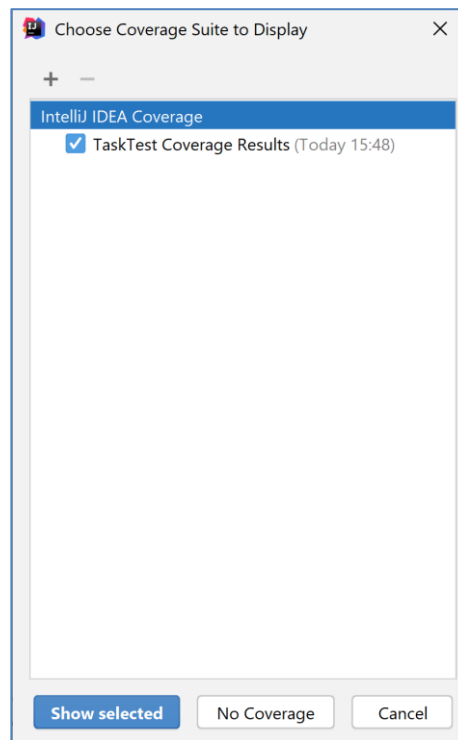 Choose Coverage Suite to Display
IntelliJ IDEA Coverage
TaskTest Coverage Results (Today 15:48)
Show selected No Coverage Cancel